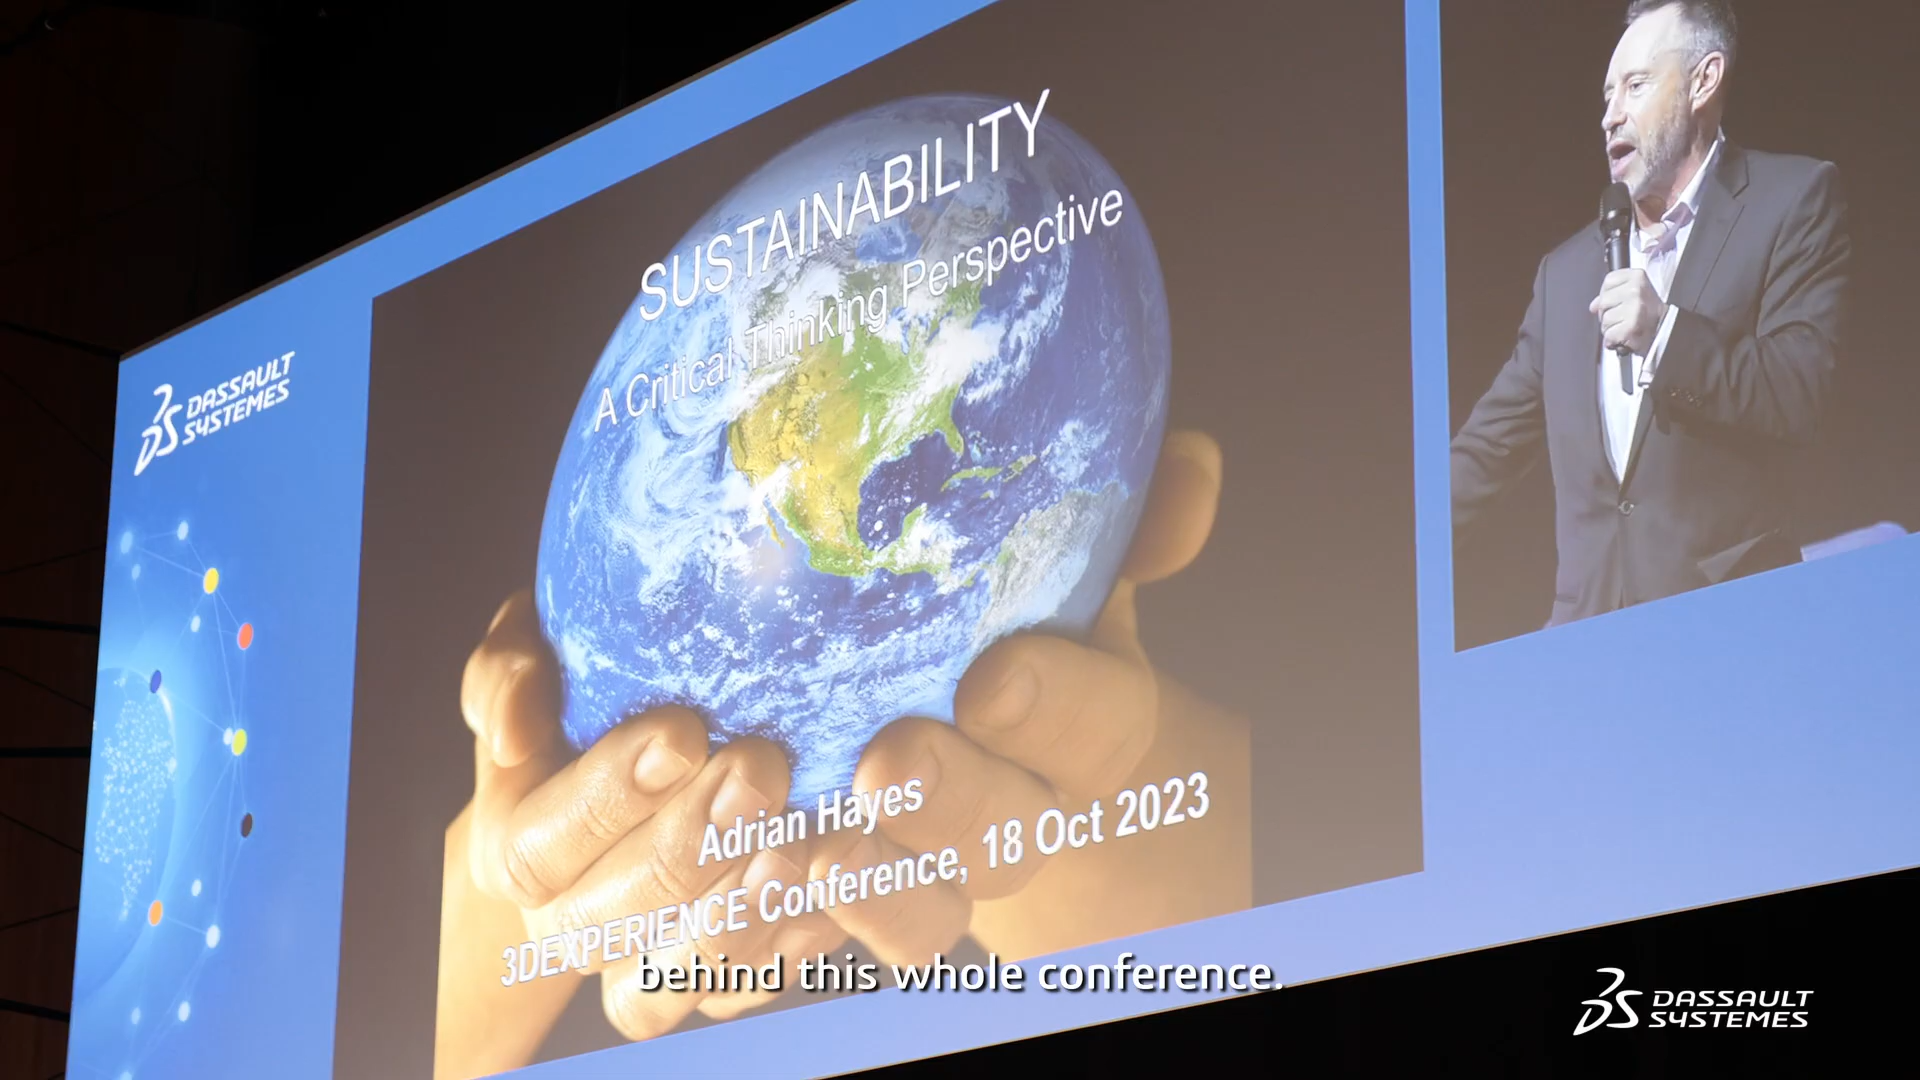 SUSTAINABILITY
A Critical Thinking Perspective
DASSAULT
SYSTEMES
Adrian Hayes
3DEXPERIENCE Conference, 18 Oct 2023
behind this whole conference.
DASSAULT
SYSTEMES